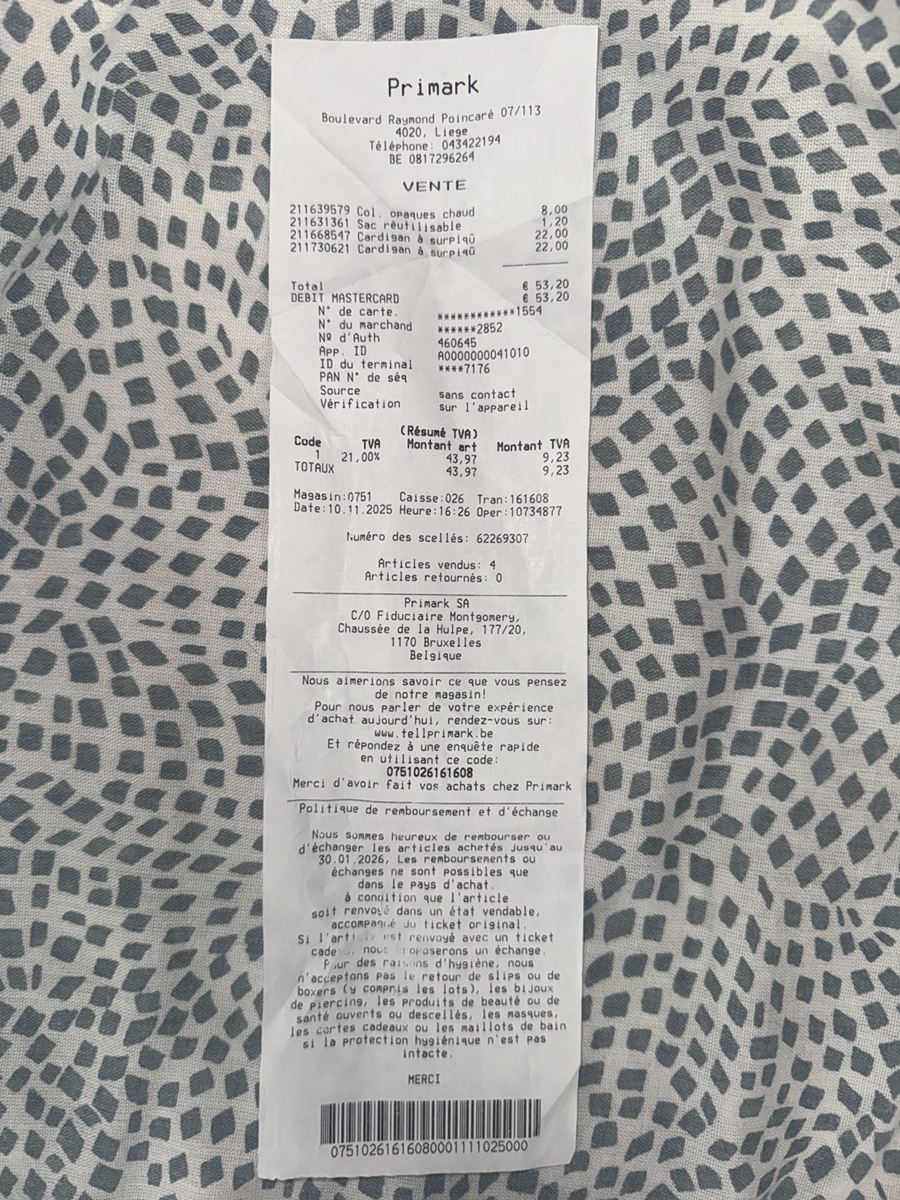 Primark
Boulevard Raymond Poincaré 07/113
4020, Liege
Téléphone: 043422194
BE 0817296264
VENTE
211639579 Col. opaques chaud 8,00
211631361 Sac réutilisable 1,20
211668547 Cardigan à surpiqû 22,00
211730621 Cardigan à surpiqû 22,00
Total € 53,20
DEBIT MASTERCARD € 53,20
N° de carte. ************1554
N° du marchand ******2852
Nº d'Auth 460645
App. ID A0000000041010
ID du terminal ****7176
PAN N° de séq
Source sans contact
Vérification sur l'appareil
(Résumé TVA)
Code TVA Montant art Montant TVA
1 21,00% 43,97 9,23
TOTAUX 43,97 9,23
Magasin:0751 Caisse:026 Tran:161608
Date:10.11.2025 Heure:16:26 Oper:10734877
Numéro des scellés: 62269307
Articles vendus: 4
Articles retournés: 0
Primark SA
C/O Fiduciaire Montgomery,
Chaussée de la Hulpe, 177/20,
1170 Bruxelles
Belgique
Nous aimerions savoir ce que vous pensez
de notre magasin!
Pour nous parler de votre expérience
d'achat aujourd'hui, rendez-vous sur:
www.tellprimark.be
Et répondez à une enquête rapide
en utilisant ce code:
0751026161608
Merci d'avoir fait vos achats chez Primark
Politique de remboursement et d'échange
Nous sommes heureux de rembourser ou
d'échanger les articles achetés jusqu'au
30.01.2026, Les remboursements ou
échanges ne sont possibles que
dans le pays d'achat.
à condition que l'article
soit renvoyé dans un état vendable,
accompagné du ticket original.
Si l'article est renvoyé avec un ticket
nous proposerons un échange.
Pour des raisons d'hygiène, nous
n'acceptons pas le retour de slips ou de
boxers (y compris les lots), les bijoux
de piercing, les produits de beauté ou de
santé ouverts ou descellés, les masques,
les cartes cadeaux ou les maillots de bain
si la protection hygiénique n'est pas
intacte.
MERCI
07510261616080001111025000